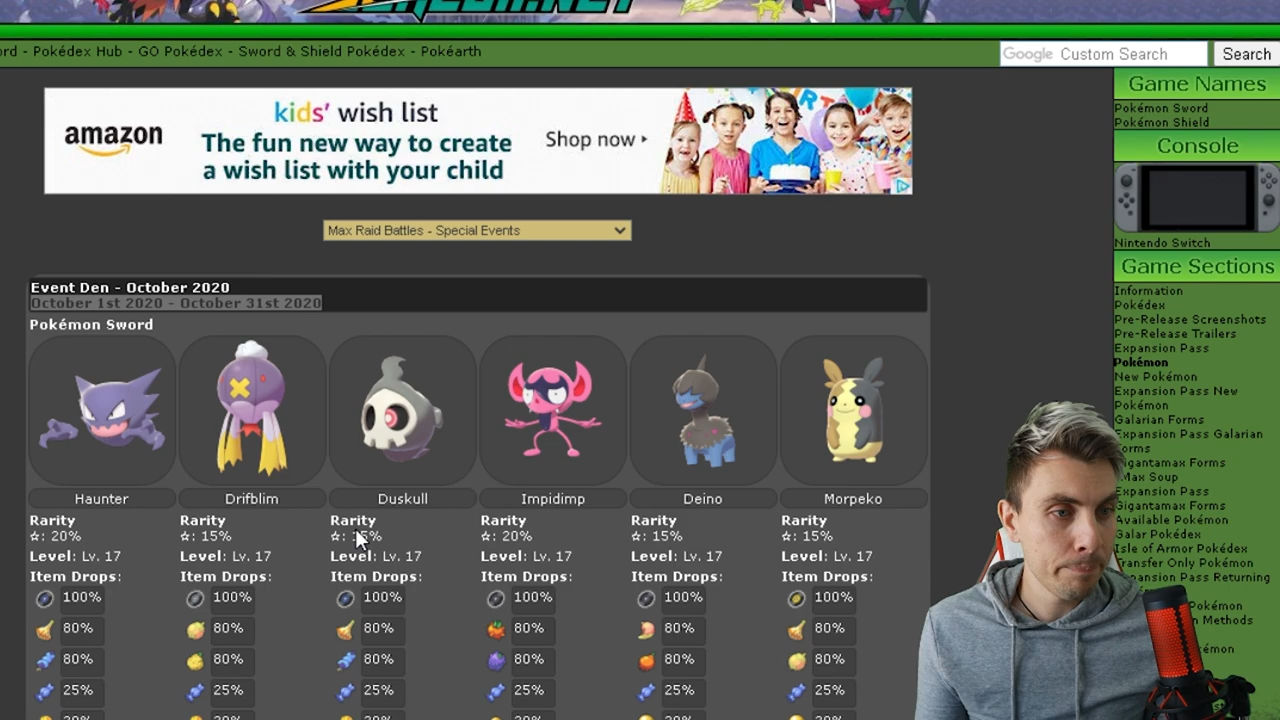 ord - Pokédex Hub - GO Pokédex - Sword & Shield Pokédex - Pokéarth
Google Custom Search
Search
amazon
kids' wish list
The fun new way to create
a wish list with your child
Shop now
Max Raid Battles - Special Events
Event Den - October 2020
October 1st 2020 - October 31st 2020
Pokémon Sword
Haunter Drifblim Duskull Impidimp Deino Morpeko
Rarity Rarity Rarity Rarity Rarity Rarity
☆: 20% ☆: 15% ☆: ☆: 20% ☆: 15% ☆: 15%
Level: Lv. 17 Level: Lv. 17 Level: Lv. 17 Level: Lv. 17 Level: Lv. 17 Level: Lv. 17
Item Drops: Item Drops: Item Drops: Item Drops: Item Drops: Item Drops:
100% 100% 100% 100% 100% 100%
80% 80% 80% 80% 80% 80%
80% 80% 80% 80% 80% 80%
25% 25% 25% 25% 25% 25%
Game Names
Pokémon Sword
Pokémon Shield
Console
Nintendo Switch
Game Sections
Information
Pokédex
Pre-Release Screenshots
Pre-Release Trailers
Expansion Pass
Pokémon
New Pokémon
Expansion Pass New
Pokémon
Galarian Forms
Expansion Pass Galarian
Forms
Gigantamax Forms
Max Soup
Expansion Pass
Gigantamax Forms
Available Pokémon
Galar Pokédex
Isle of Armor Pokédex
Transfer Only Pokémon
Expansion Pass Returning
Pokémon
Methods